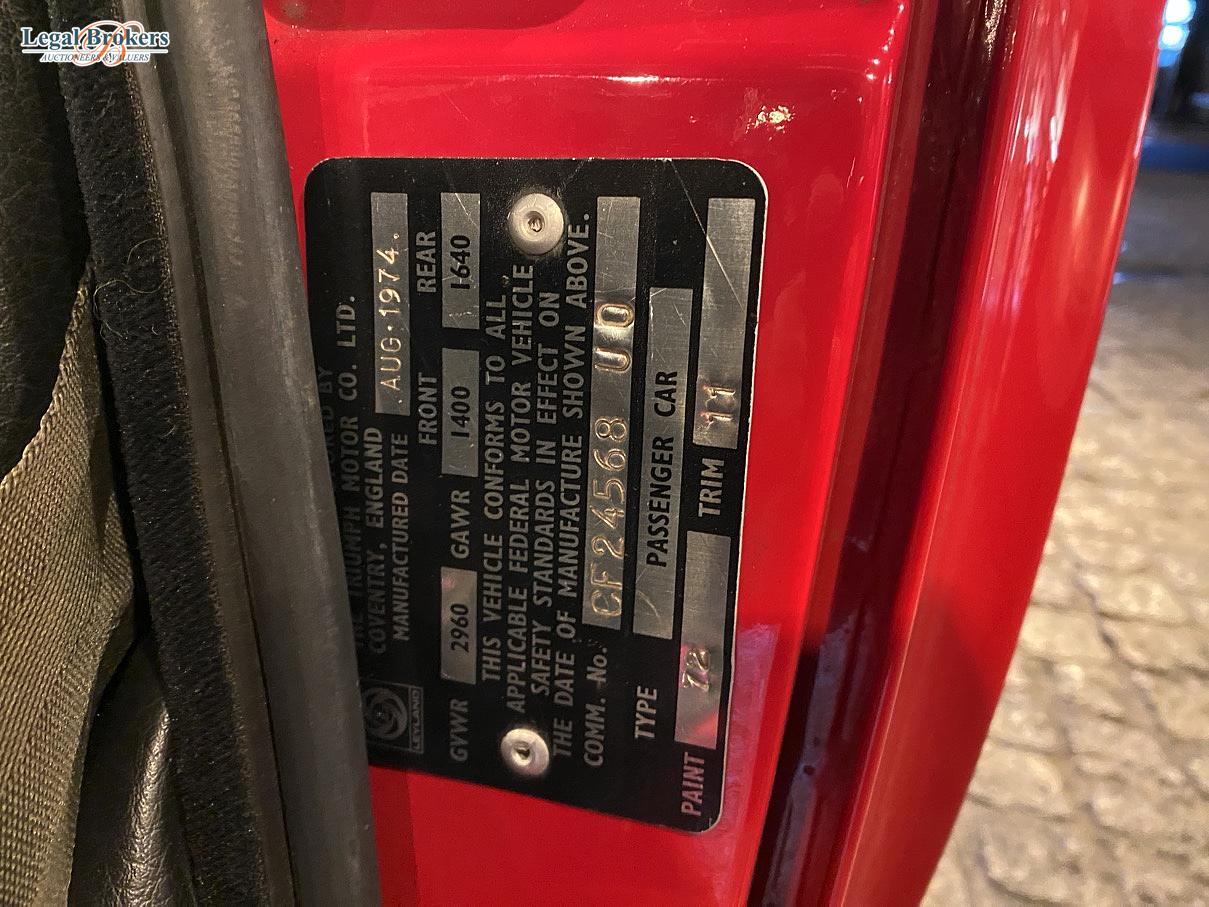 Legal Brokers
AUCTIONEERS & VALUERS
BY
TRIUMPH MOTOR CO. LTD.
COVENTRY, ENGLAND
MANUFACTURED DATE AUG·1974.
FRONT REAR
GVWR 2960 GAWR 1400 1640
THIS VEHICLE CONFORMS TO ALL
APPLICABLE FEDERAL MOTOR VEHICLE
SAFETY STANDARDS IN EFFECT ON
THE DATE OF MANUFACTURE SHOWN ABOVE.
COMM. No. CF24568 UO
TYPE PASSENGER CAR
PAINT 72 TRIM 11
LEYLAND